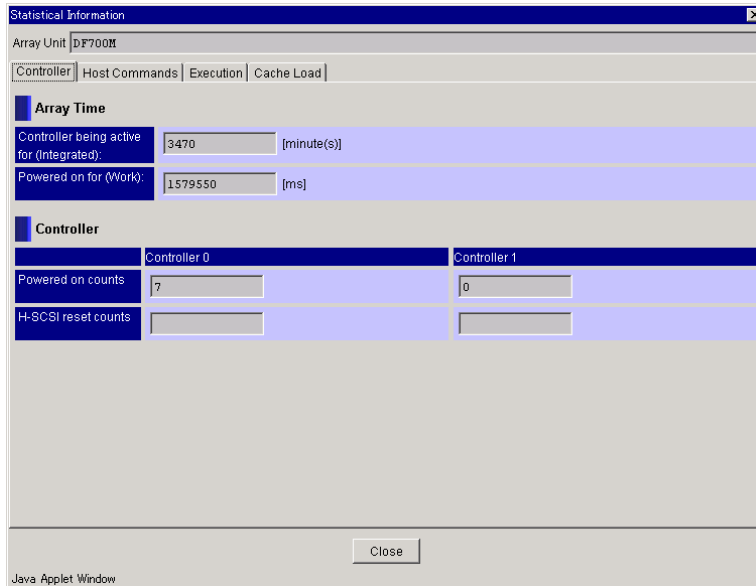 Statistical Information
Array Unit DF700M
Controller Host Commands Execution Cache Load
Array Time
Controller being active
for (Integrated):
3470 [minute(s)]
Powered on for (Work):
1579550 [ms]
Controller
Controller 0 Controller 1
Powered on counts 7 0
H-SCSI reset counts
Close
Java Applet Window